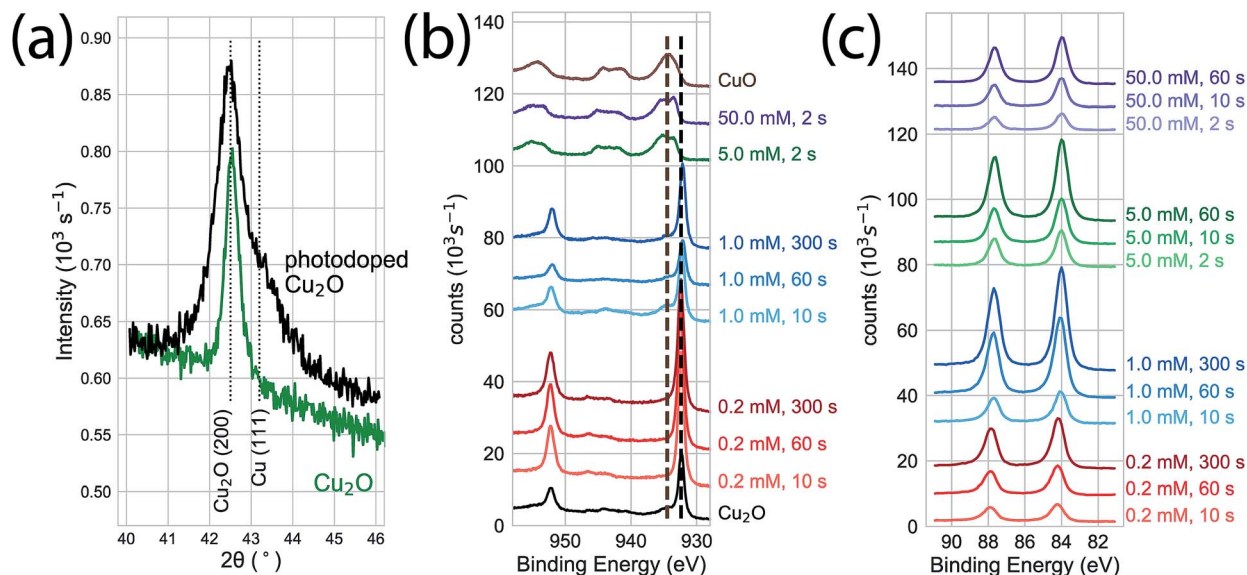 (a)
0.90
0.85
0.80
0.75
0.70
0.65
0.60
0.55
0.50
Intensity (10³ s⁻¹)
photodoped
Cu₂O
Cu₂O (200)
Cu (111)
Cu₂O
40 41 42 43 44 45 46
2θ (°)
(b)
140
120
100
80
60
40
20
0
counts (10³s⁻¹)
CuO
50.0 mM, 2 s
5.0 mM, 2 s
1.0 mM, 300 s
1.0 mM, 60 s
1.0 mM, 10 s
0.2 mM, 300 s
0.2 mM, 60 s
0.2 mM, 10 s
Cu₂O
950 940 930
Binding Energy (eV)
(c)
140
120
100
80
60
40
20
0
counts (10³s⁻¹)
50.0 mM, 60 s
50.0 mM, 10 s
50.0 mM, 2 s
5.0 mM, 60 s
5.0 mM, 10 s
5.0 mM, 2 s
1.0 mM, 300 s
1.0 mM, 60 s
1.0 mM, 10 s
0.2 mM, 300 s
0.2 mM, 60 s
0.2 mM, 10 s
90 88 86 84 82
Binding Energy (eV)